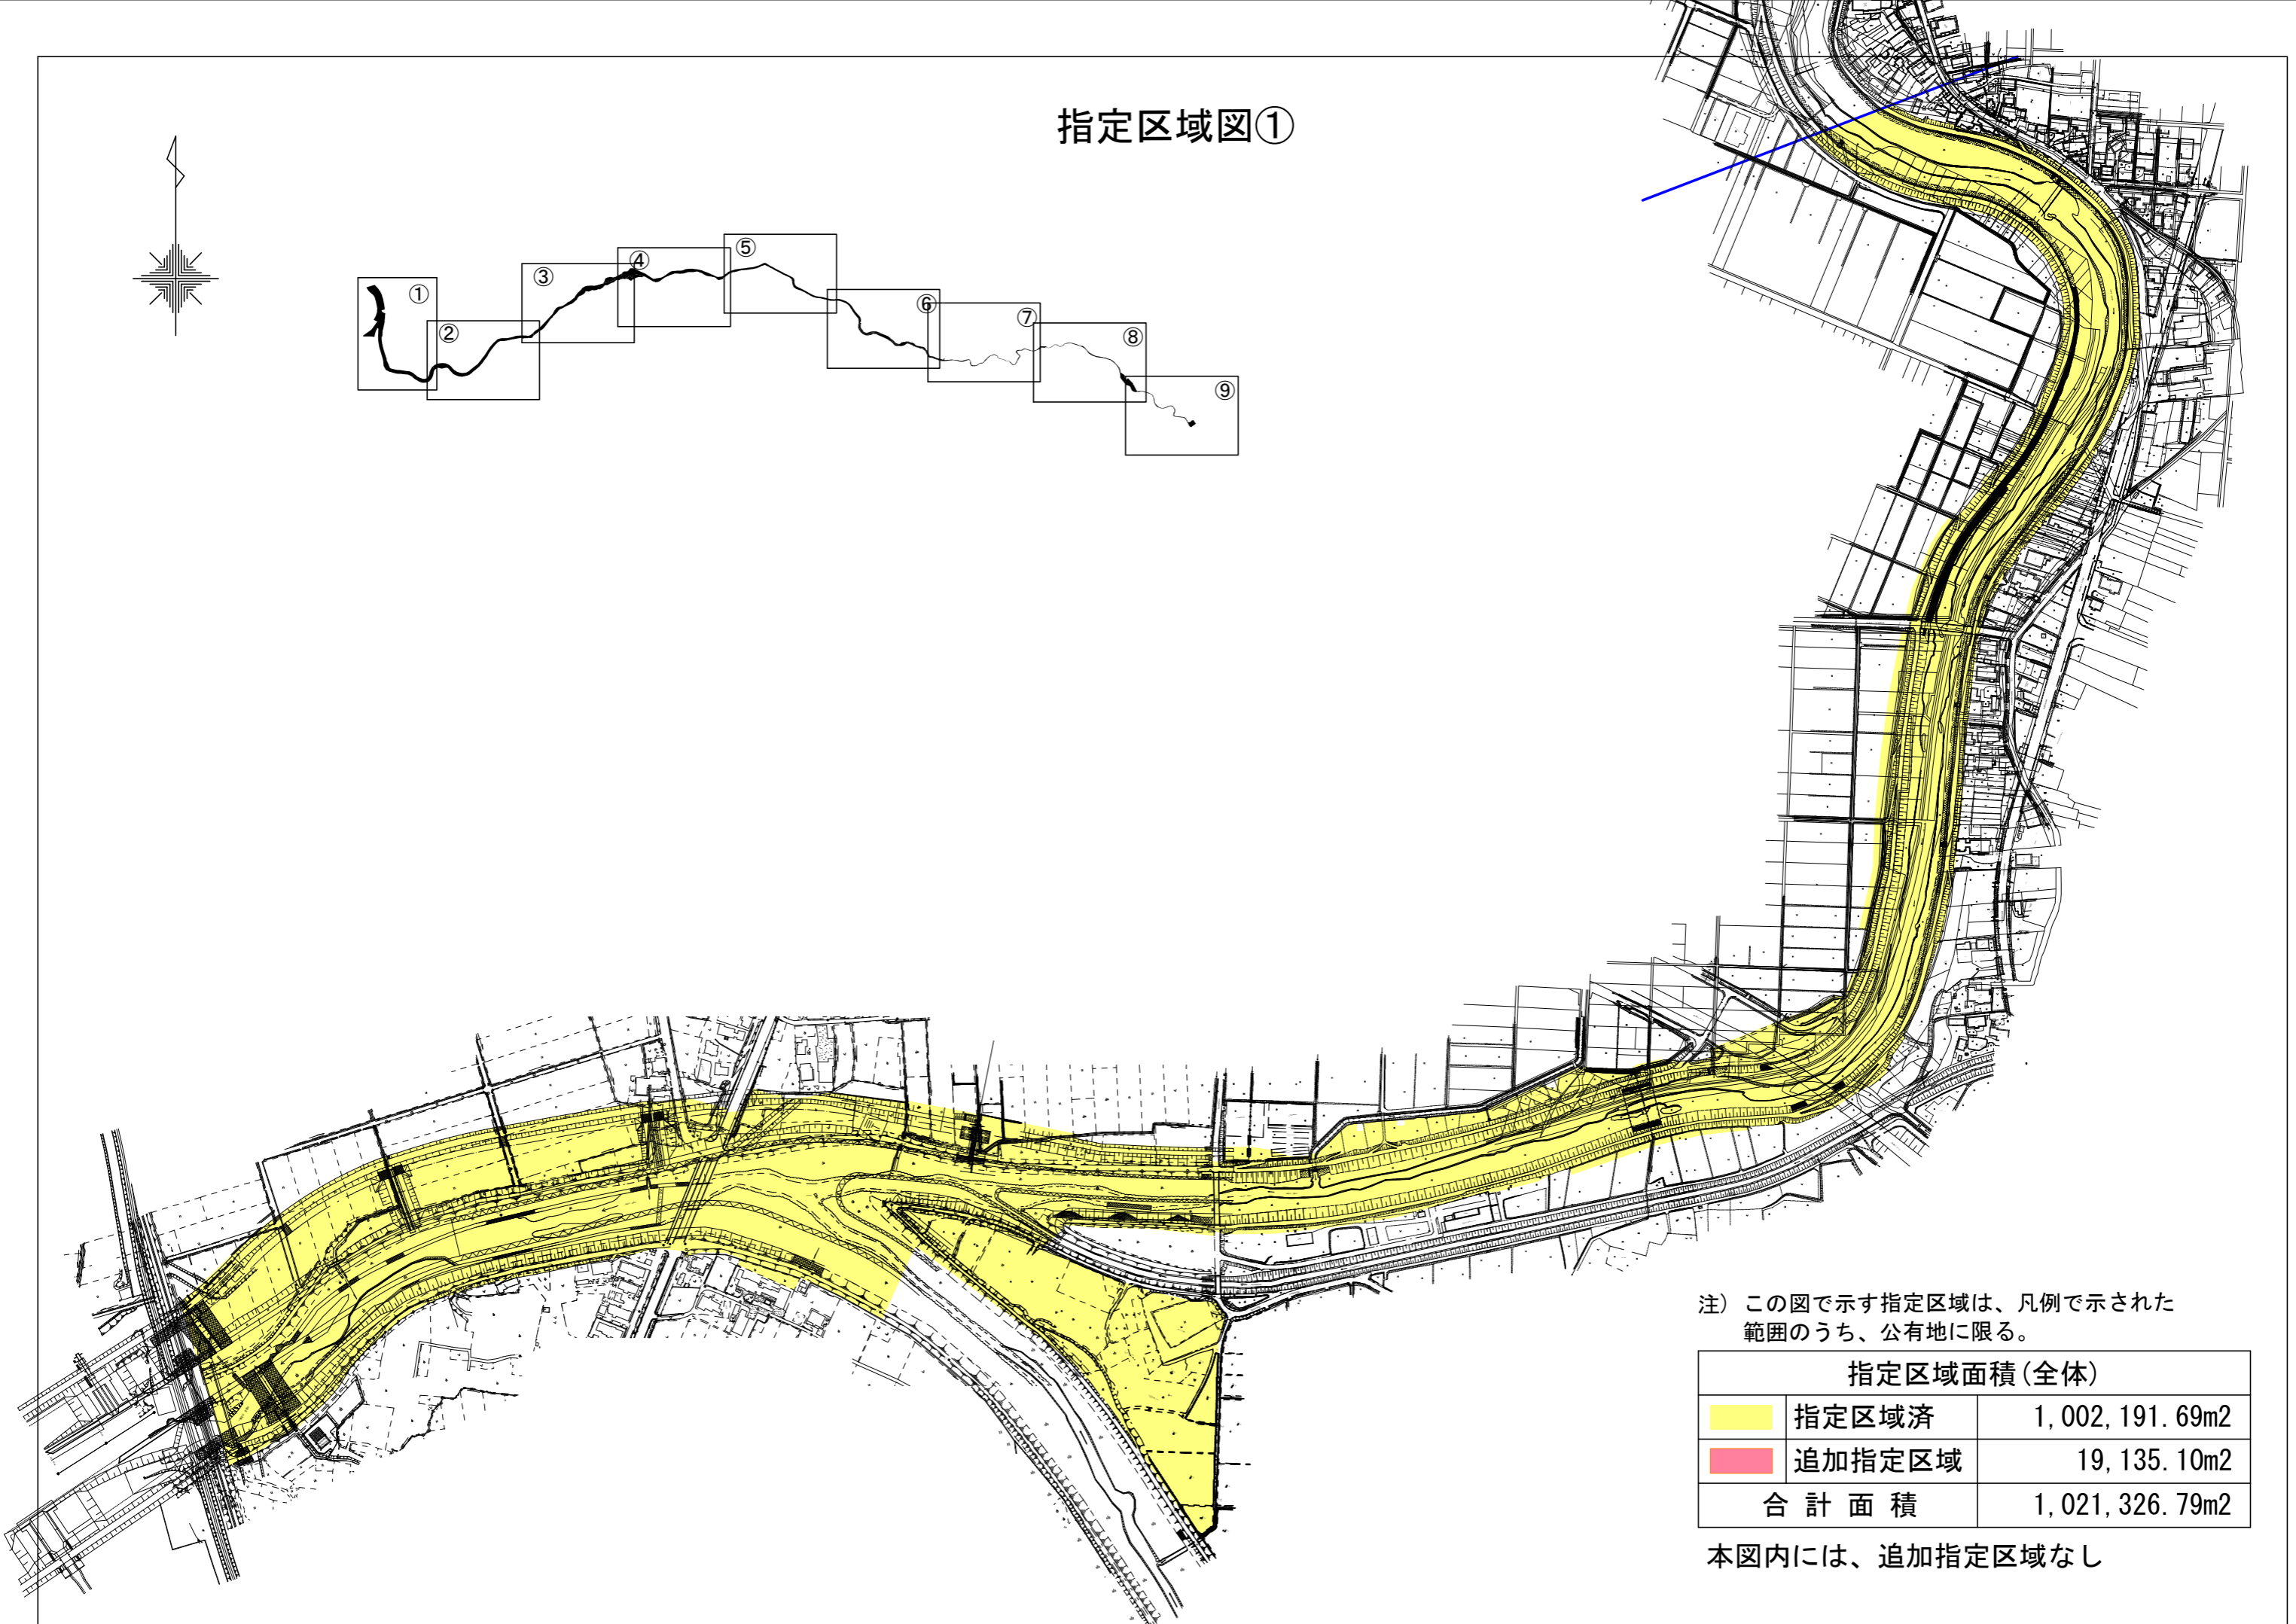 指定区域図①
①
②
③
④
⑤
⑥
⑦
⑧
⑨
注）この図で示す指定区域は、凡例で示された
範囲のうち、公有地に限る。
指定区域面積(全体)
指定区域済 1,002,191.69m2
追加指定区域 19,135.10m2
合計面積 1,021,326.79m2
本図内には、追加指定区域なし